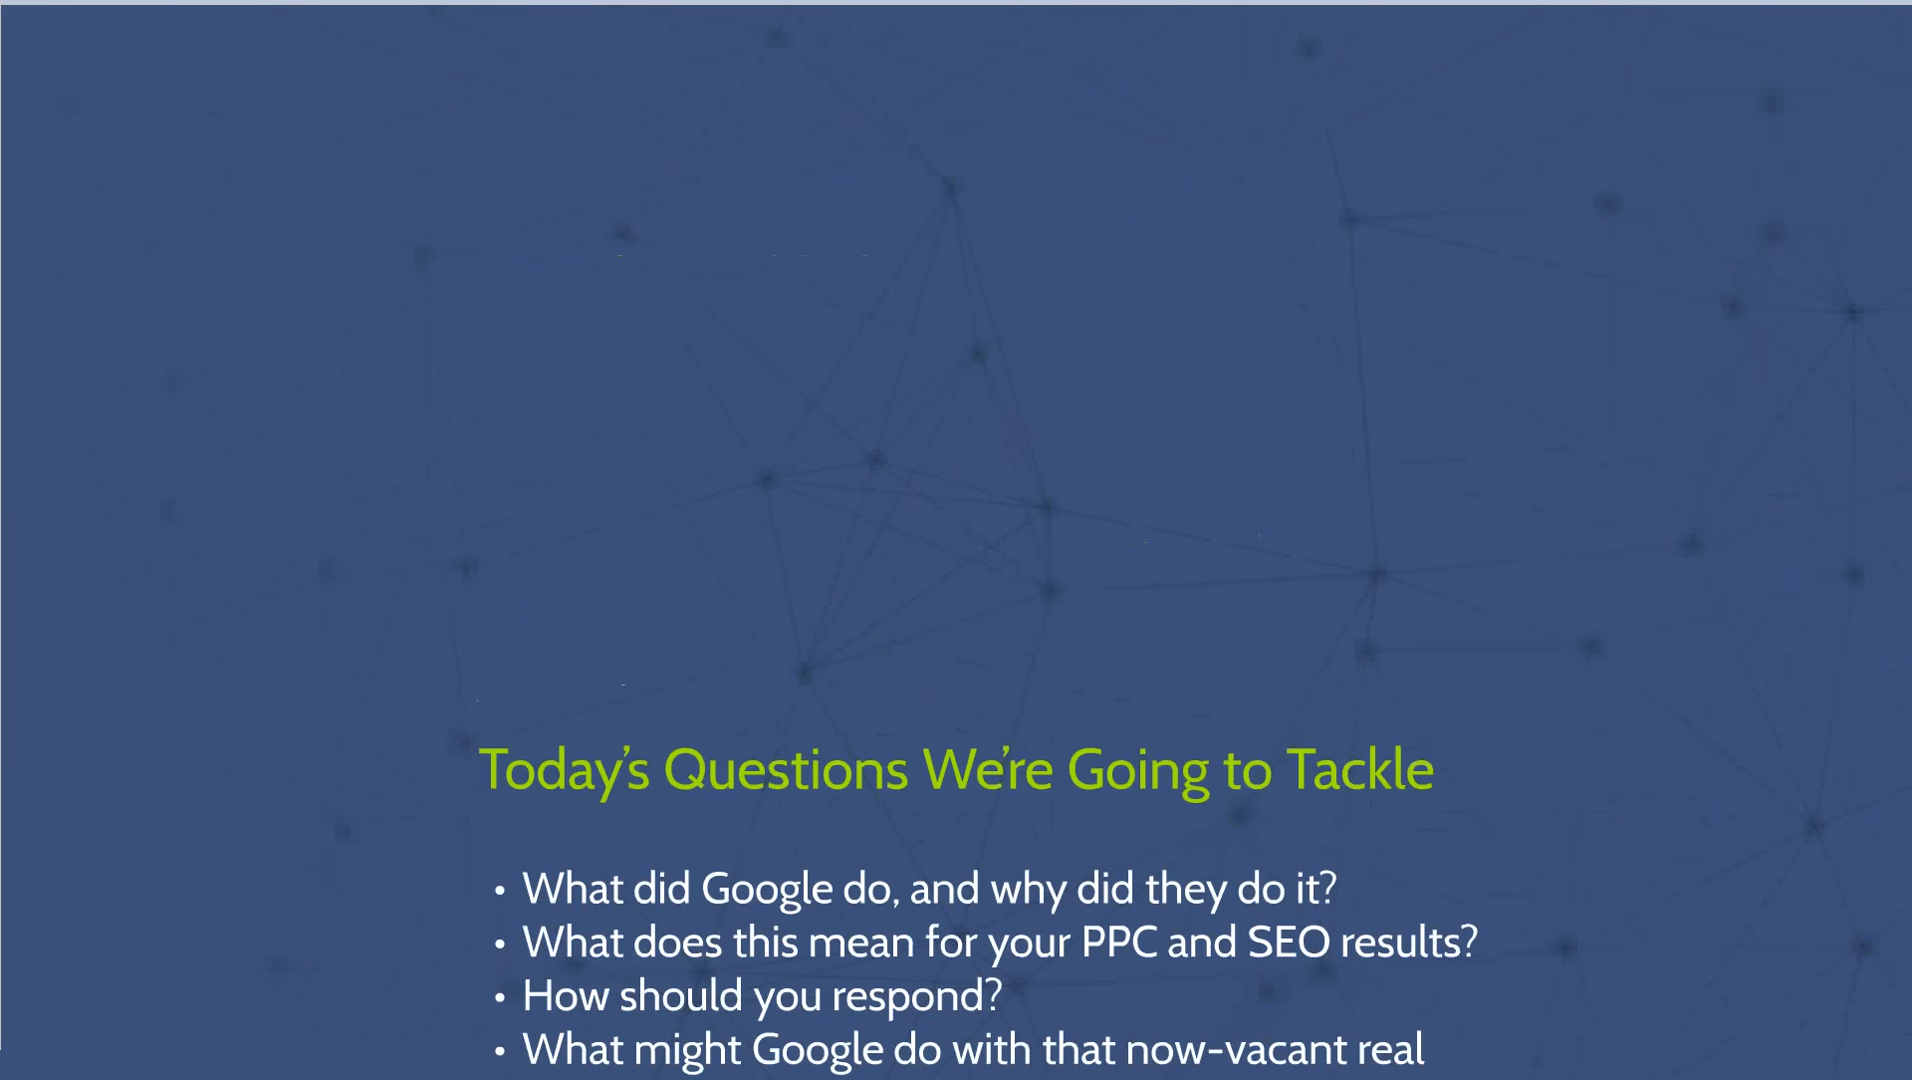 Today's Questions We're Going to Tackle
• What did Google do, and why did they do it?
• What does this mean for your PPC and SEO results?
• How should you respond?
• What might Google do with that now-vacant real